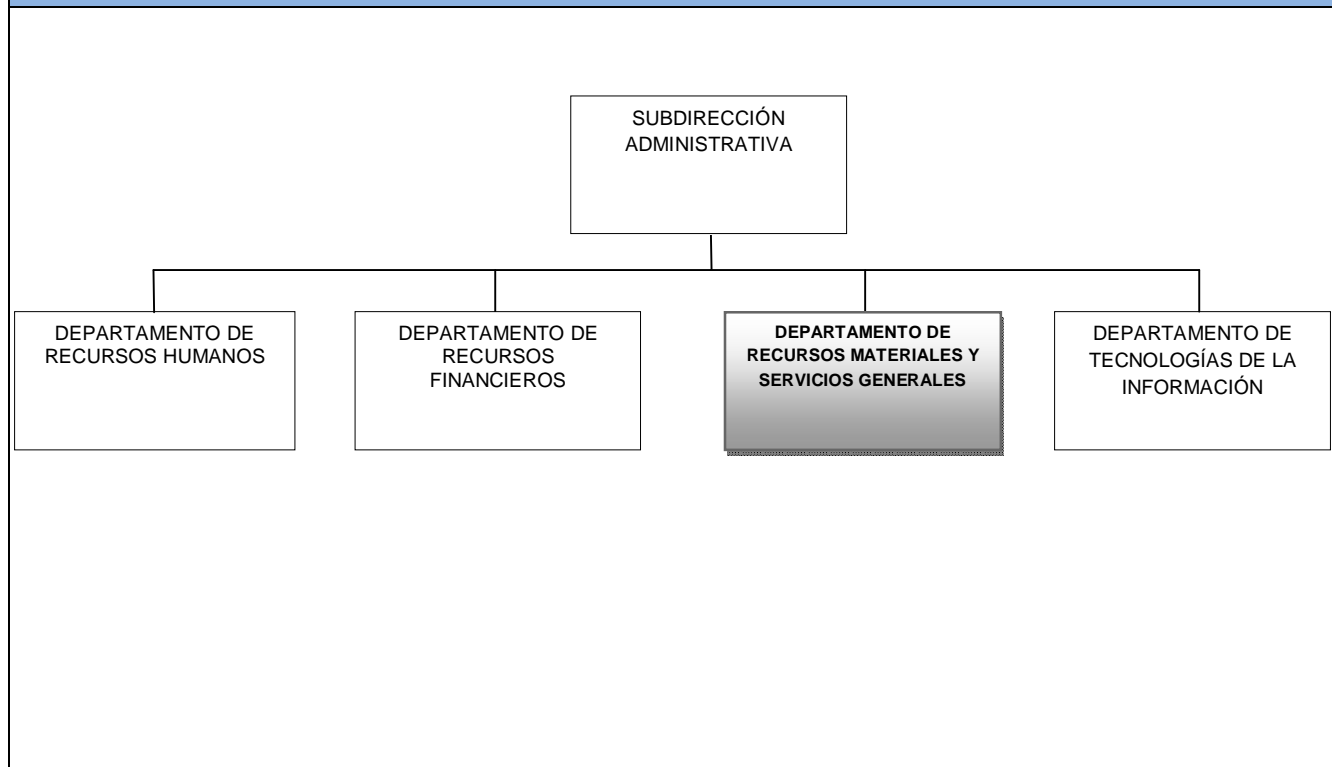 SUBDIRECCIÓN
ADMINISTRATIVA
DEPARTAMENTO DE
RECURSOS HUMANOS
DEPARTAMENTO DE
RECURSOS
FINANCIEROS
DEPARTAMENTO DE
RECURSOS MATERIALES Y
SERVICIOS GENERALES
DEPARTAMENTO DE
TECNOLOGÍAS DE LA
INFORMACIÓN